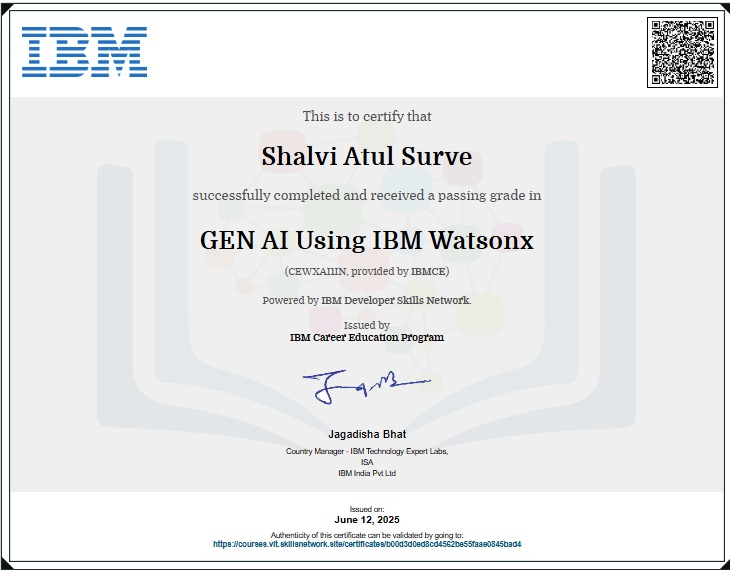 IBM
This is to certify that
Shalvi Atul Surve
successfully completed and received a passing grade in
GEN AI Using IBM Watsonx
(CEWXAI1IN, provided by IBMCE)
Powered by IBM Developer Skills Network.
Issued by
IBM Career Education Program
Jagadisha Bhat
Country Manager - IBM Technology Expert Labs,
ISA
IBM India Pvt Ltd
Issued on:
June 12, 2025
Authenticity of this certificate can be validated by going to:
https://courses.vit.skillsnetwork.site/certificates/b00d3d0ed8cd4562be55faae0845bad4